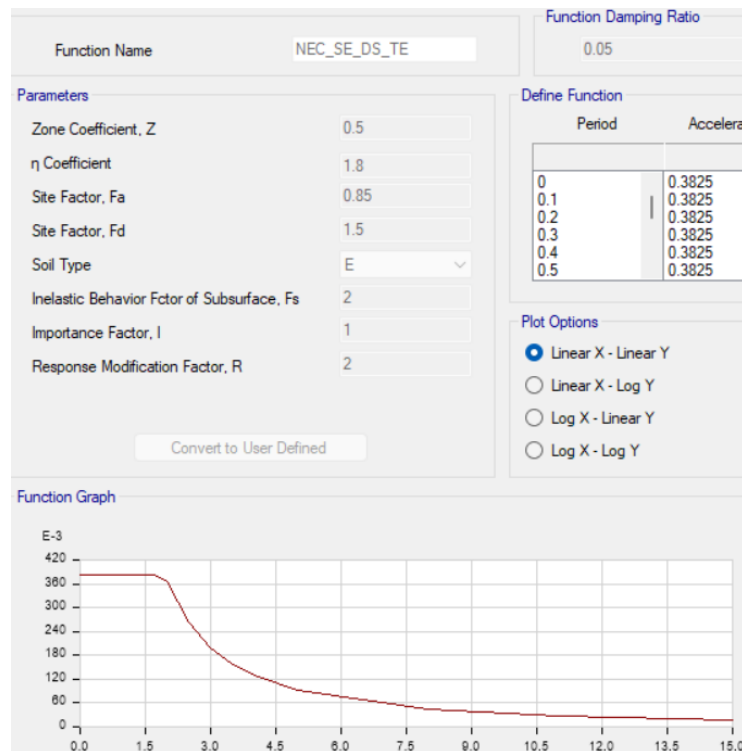 Function Damping Ratio
Function Name NEC_SE_DS_TE 0.05
Parameters
Zone Coefficient, Z 0.5
η Coefficient 1.8
Site Factor, Fa 0.85
Site Factor, Fd 1.5
Soil Type E
Inelastic Behavior Fctor of Subsurface, Fs 2
Importance Factor, I 1
Response Modification Factor, R 2
Convert to User Defined
Define Function
Period Accelera
0 0.3825
0.1 0.3825
0.2 0.3825
0.3 0.3825
0.4 0.3825
0.5 0.3825
Plot Options
Linear X - Linear Y
Linear X - Log Y
Log X - Linear Y
Log X - Log Y
Function Graph
E-3
420
360
300
240
180
120
60
0
0.0 1.5 3.0 4.5 6.0 7.5 9.0 10.5 12.0 13.5 15.0